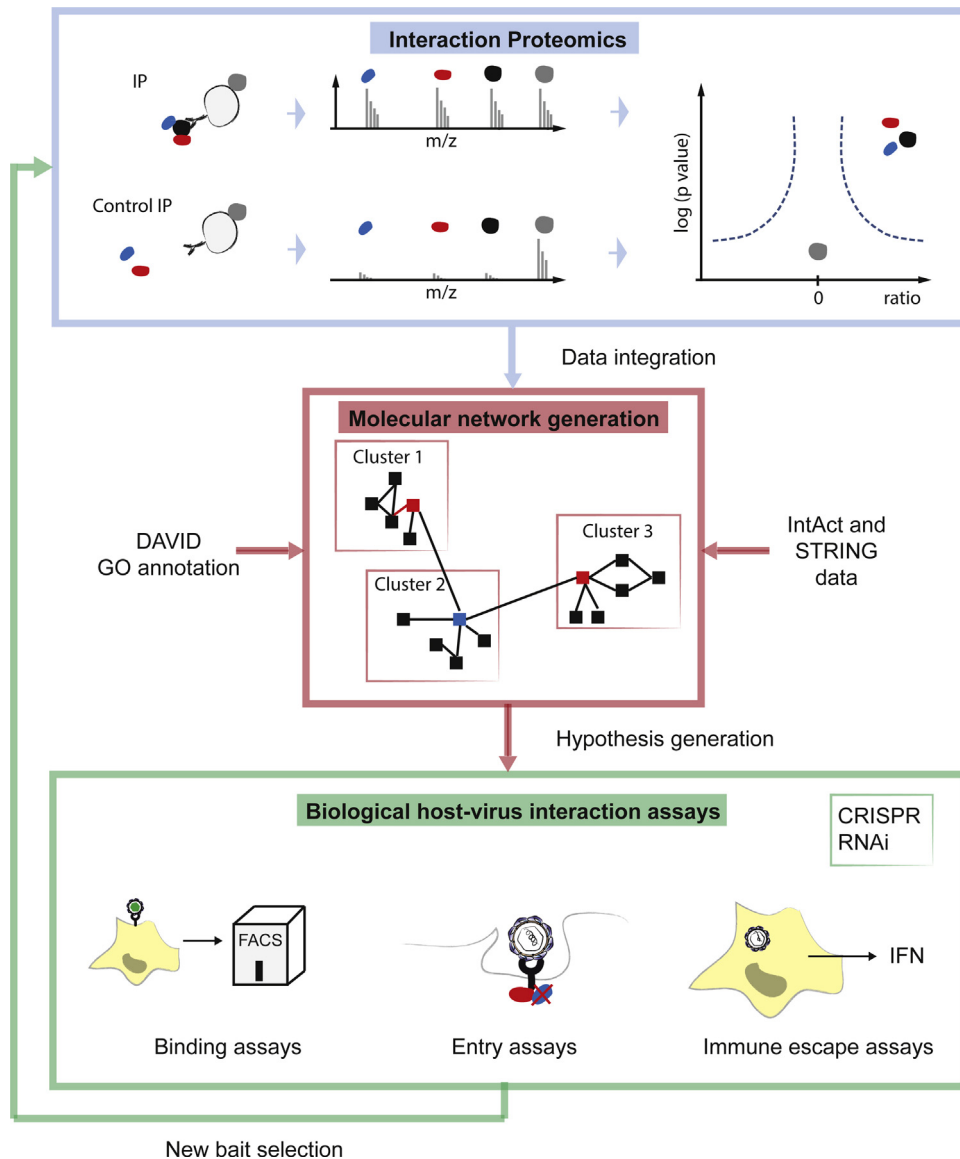 Interaction Proteomics
IP
m/z
Control IP
m/z
log (p value)
0
ratio
Data integration
Molecular network generation
Cluster 1
Cluster 2
Cluster 3
DAVID
GO annotation
IntAct and
STRING
data
Hypothesis generation
Biological host-virus interaction assays
CRISPR
RNAi
FACS
IFN
Binding assays
Entry assays
Immune escape assays
New bait selection